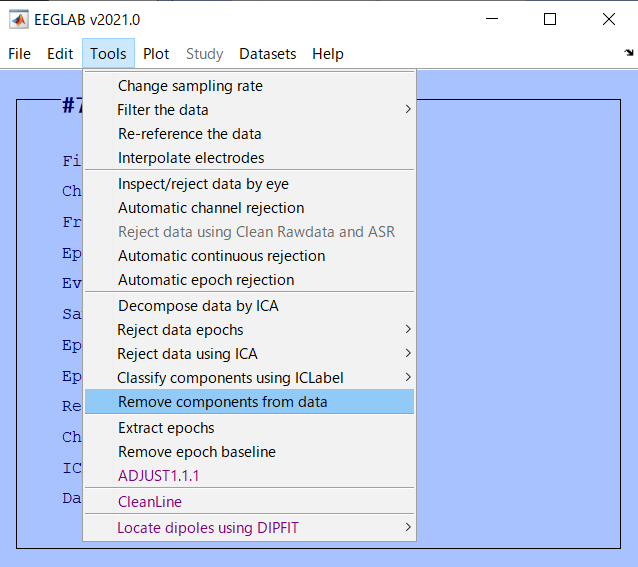 EEGLAB v2021.0
File Edit Tools Plot Study Datasets Help
#7
Change sampling rate
Filter the data
Re-reference the data
Fi
Interpolate electrodes
Ch
Inspect/reject data by eye
Automatic channel rejection
Fr
Reject data using Clean Rawdata and ASR
Ep
Automatic continuous rejection
Ev
Automatic epoch rejection
Sa
Decompose data by ICA
Reject data epochs
Ep
Reject data using ICA
Ep
Classify components using ICLabel
Re
Remove components from data
Extract epochs
Ch
Remove epoch baseline
IC
ADJUST1.1.1
Da
CleanLine
Locate dipoles using DIPFIT